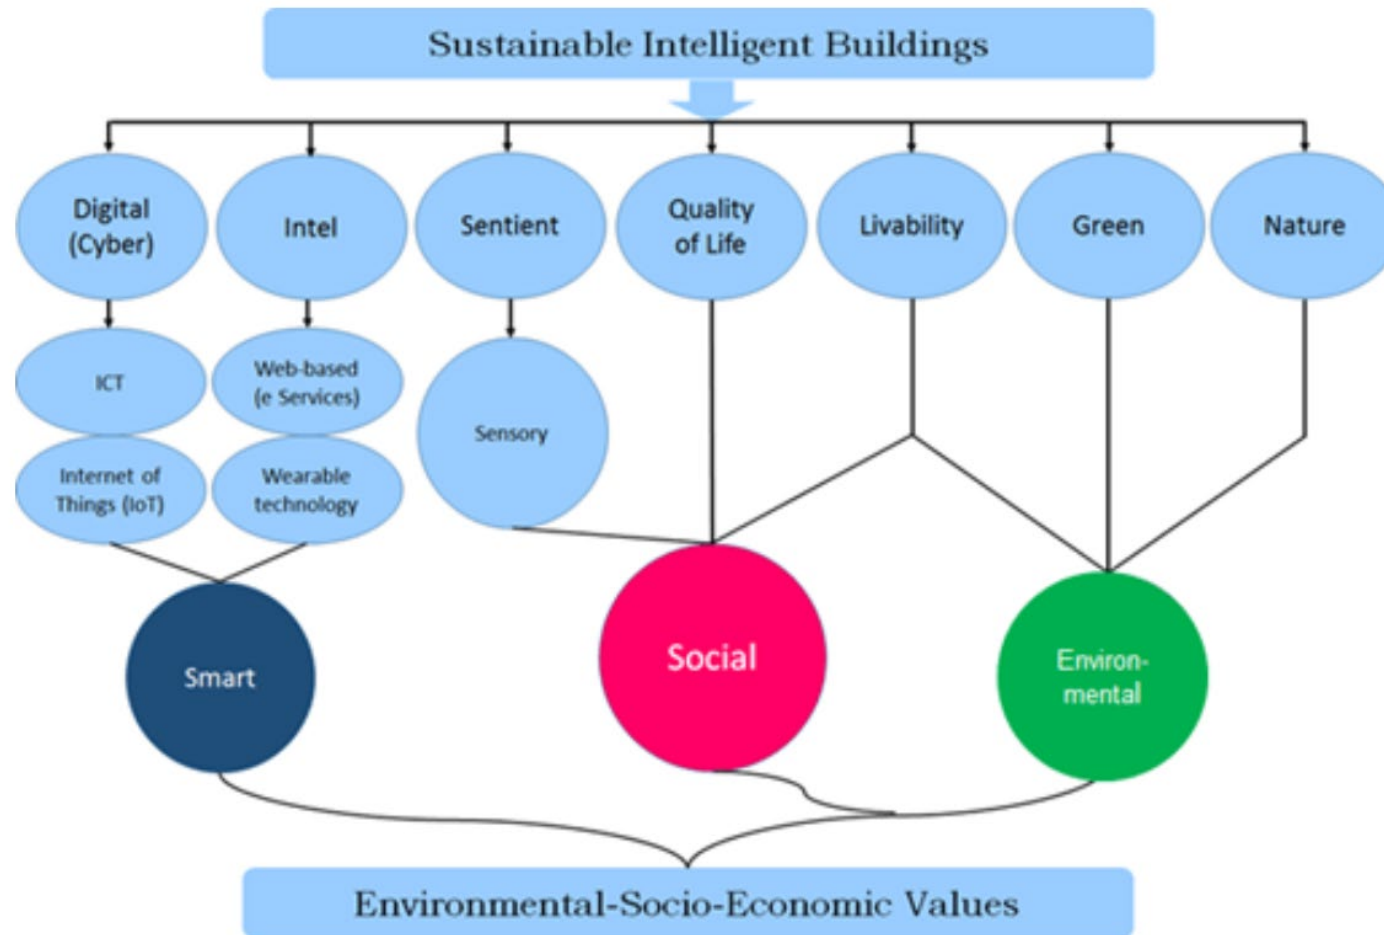 Sustainable Intelligent Buildings
Digital
(Cyber)
Intel
Sentient
Quality
of Life
Livability
Green
Nature
ICT
Web-based
(e Services)
Sensory
Internet of
Things (IoT)
Wearable
technology
Smart
Social
Environ-
mental
Environmental-Socio-Economic Values